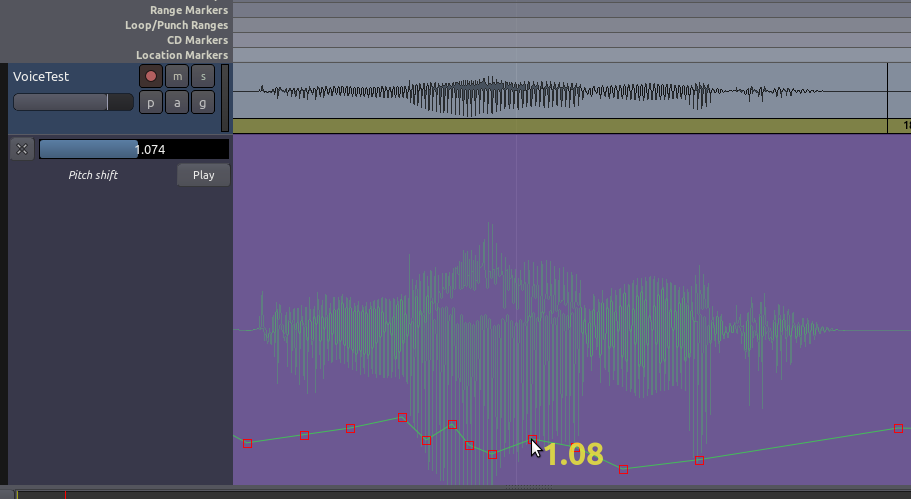 Range Markers
Loop/Punch Ranges
CD Markers
Location Markers
VoiceTest
m s
p a g
1.074
Pitch shift
Play
1.08